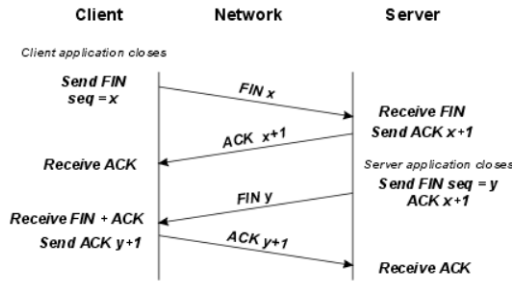 Client Network Server
Client application closes
Send FIN
seq = x
FIN x
Receive FIN
Send ACK x+1
ACK x+1
Receive ACK
Server application closes
Send FIN seq = y
ACK x+1
FIN y
Receive FIN + ACK
Send ACK y+1
ACK y+1
Receive ACK